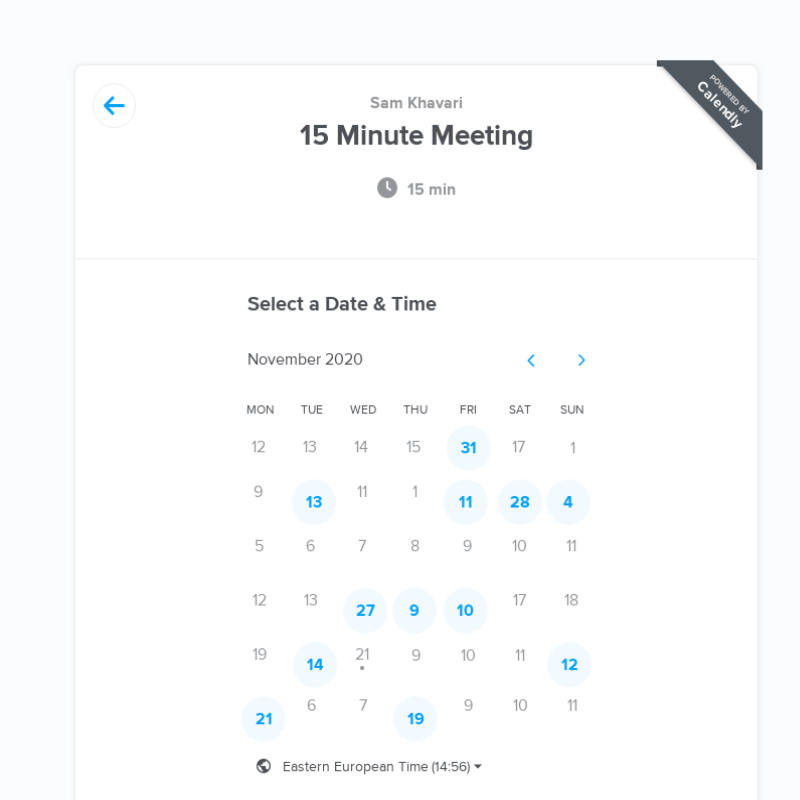 POWERED BY
Calendly
Sam Khavari
15 Minute Meeting
15 min
Select a Date & Time
November 2020
MON TUE WED THU FRI SAT SUN
12 13 14 15 31 17 1
9 13 11 1 11 28 4
5 6 7 8 9 10 11
12 13 27 9 10 17 18
19 14 21 9 10 11 12
21 6 7 19 9 10 11
Eastern European Time (14:56)